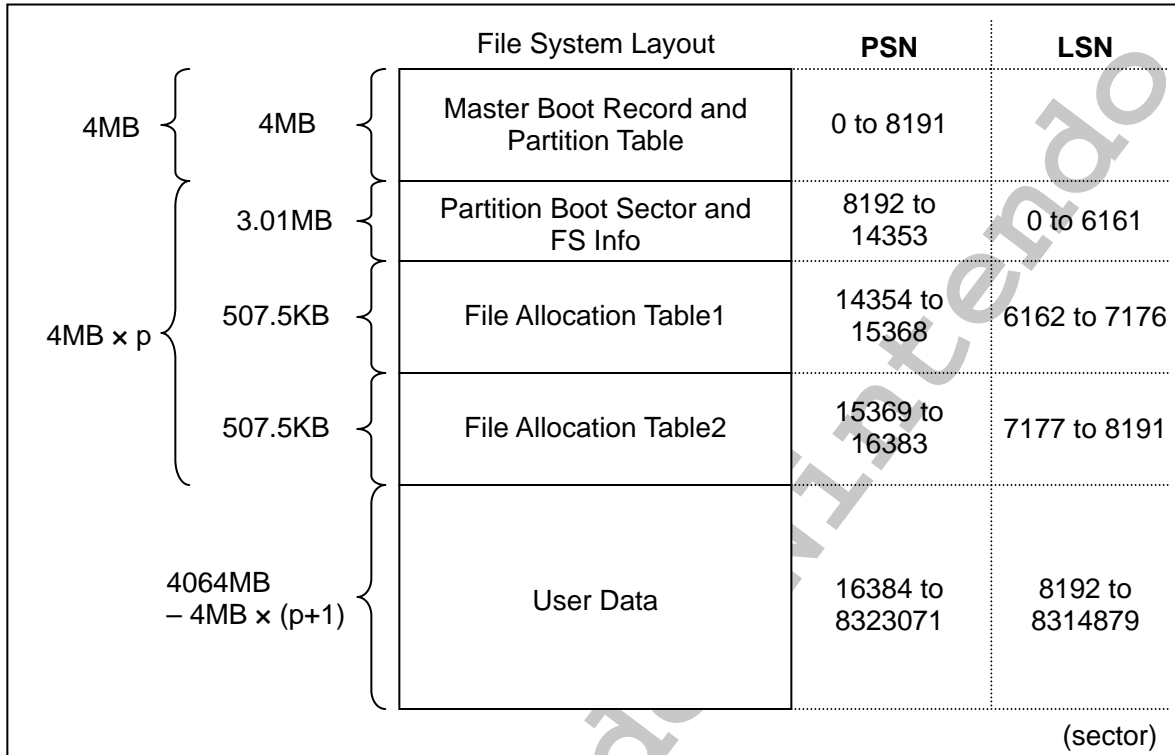 File System Layout PSN LSN
4MB 4MB Master Boot Record and
Partition Table 0 to 8191
3.01MB Partition Boot Sector and
FS Info 8192 to
14353 0 to 6161
4MB × p 507.5KB File Allocation Table1 14354 to
15368 6162 to 7176
507.5KB File Allocation Table2 15369 to
16383 7177 to 8191
4064MB
– 4MB × (p+1) User Data 16384 to
8323071 8192 to
8314879
(sector)
Nintendo